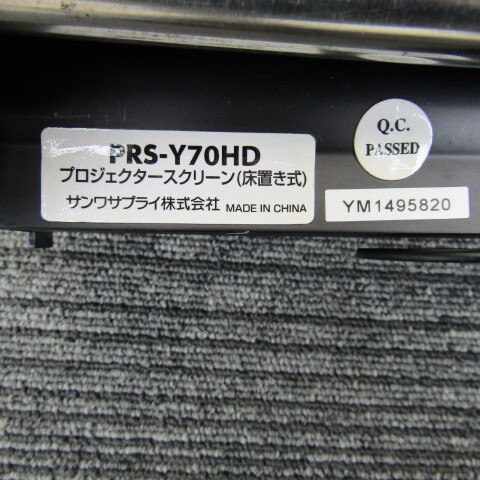 PRS-Y70HD
プロジェクタースクリーン(床置き式)
サンワサプライ株式会社 MADE IN CHINA
Q.C.
PASSED
YM1495820